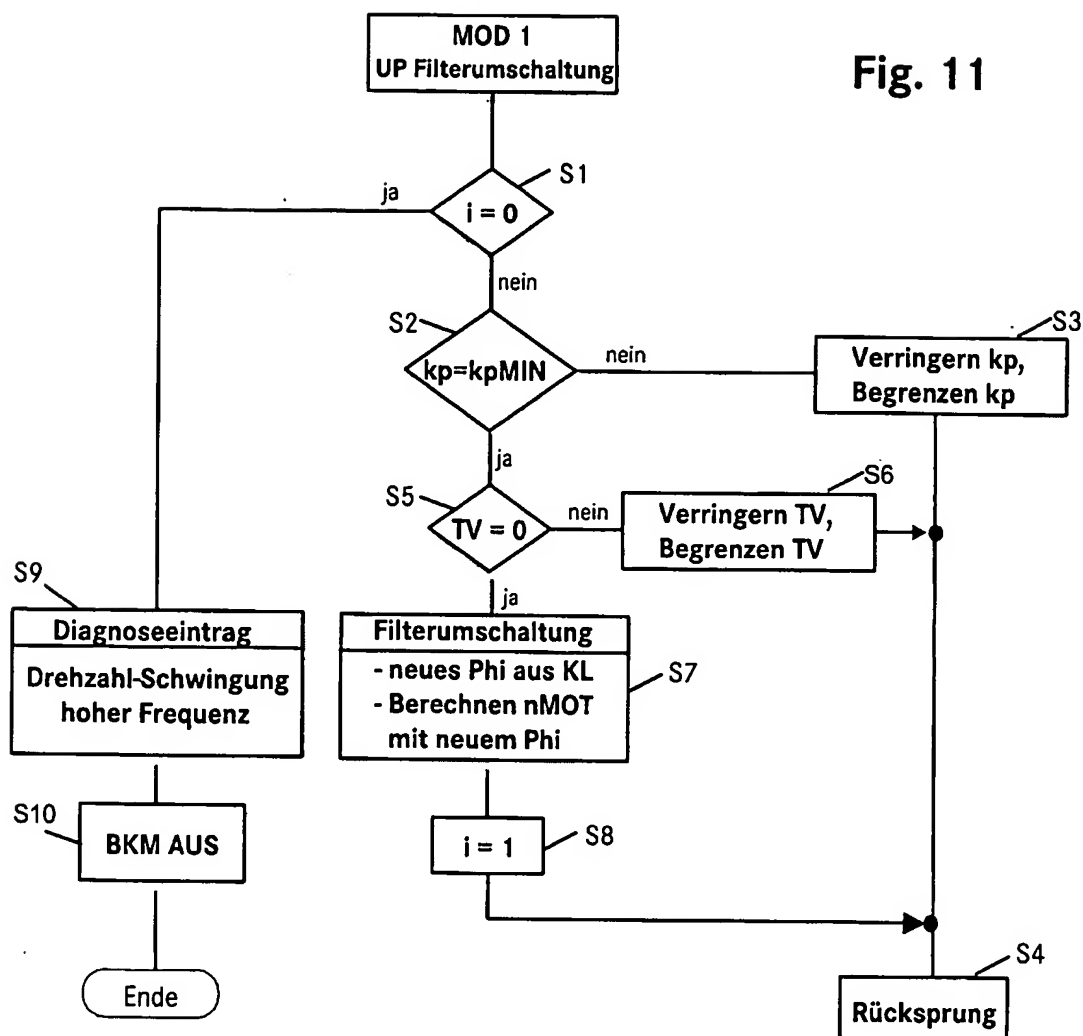 MOD 1
UP Filterumschaltung
Fig. 11
S1
ja
i = 0
nein
S2
kp=kpMIN
nein
S3
Verringern kp,
Begrenzen kp
ja
S5
TV = 0
nein
S6
Verringern TV,
Begrenzen TV
ja
S9
Diagnoseeintrag
Drehzahl-Schwingung
hoher Frequenz
Filterumschaltung
- neues Phi aus KL
- Berechnen nMOT
mit neuem Phi
S7
S10
BKM AUS
i = 1
S8
Ende
S4
Rücksprung